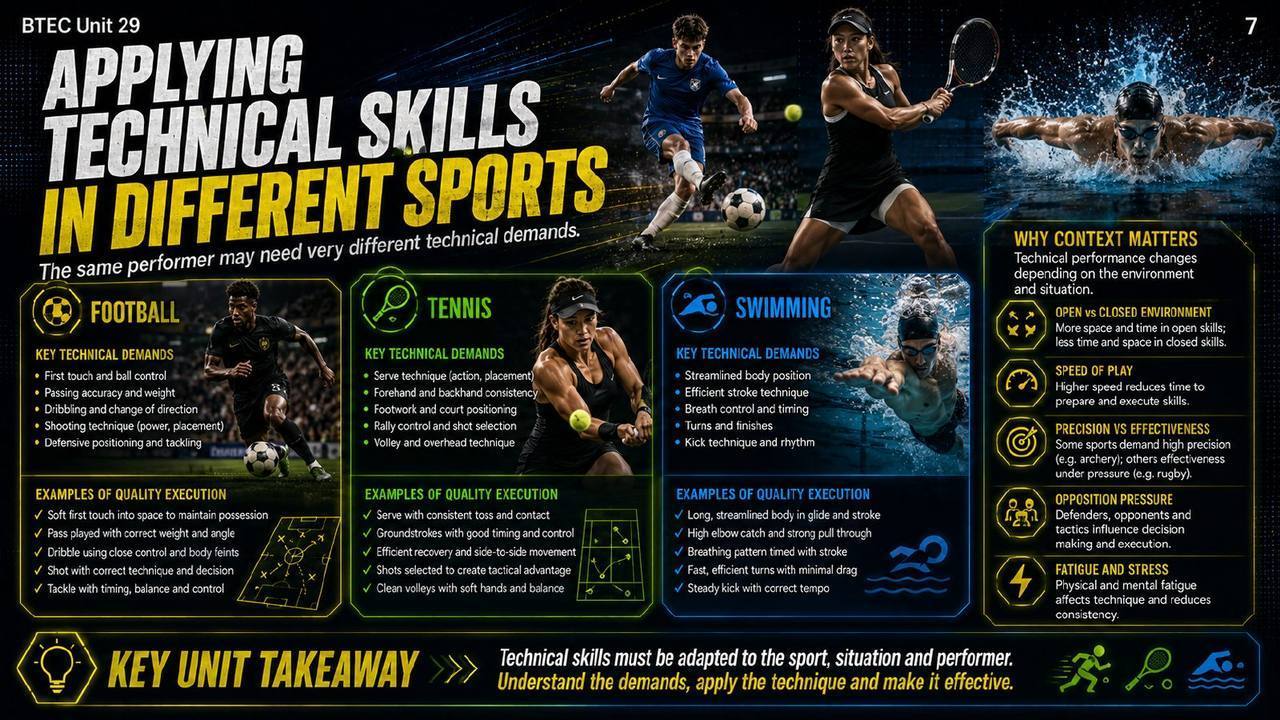 BTEC Unit 29
7
APPLYING
TECHNICAL SKILLS
IN DIFFERENT SPORTS
The same performer may need very different technical demands.
FOOTBALL
KEY TECHNICAL DEMANDS
• First touch and ball control
• Passing accuracy and weight
• Dribbling and change of direction
• Shooting technique (power, placement)
• Defensive positioning and tackling
EXAMPLES OF QUALITY EXECUTION
✓ Soft first touch into space to maintain possession
✓ Pass played with correct weight and angle
✓ Dribble using close control and body feints
✓ Shot with correct technique and decision
✓ Tackle with timing, balance and control
TENNIS
KEY TECHNICAL DEMANDS
• Serve technique (action, placement)
• Forehand and backhand consistency
• Footwork and court positioning
• Rally control and shot selection
• Volley and overhead technique
EXAMPLES OF QUALITY EXECUTION
✓ Serve with consistent toss and contact
✓ Groundstrokes with good timing and control
✓ Efficient recovery and side-to-side movement
✓ Shots selected to create tactical advantage
✓ Clean volleys with soft hands and balance
SWIMMING
KEY TECHNICAL DEMANDS
• Streamlined body position
• Efficient stroke technique
• Breath control and timing
• Turns and finishes
• Kick technique and rhythm
EXAMPLES OF QUALITY EXECUTION
✓ Long, streamlined body in glide and stroke
✓ High elbow catch and strong pull through
✓ Breathing pattern timed with stroke
✓ Fast, efficient turns with minimal drag
✓ Steady kick with correct tempo
WHY CONTEXT MATTERS
Technical performance changes
depending on the environment
and situation.
OPEN vs CLOSED ENVIRONMENT
More space and time in open skills;
less time and space in closed skills.
SPEED OF PLAY
Higher speed reduces time to
prepare and execute skills.
PRECISION VS EFFECTIVENESS
Some sports demand high precision
(e.g. archery); others effectiveness
under pressure (e.g. rugby).
OPPOSITION PRESSURE
Defenders, opponents and
tactics influence decision
making and execution.
FATIGUE AND STRESS
Physical and mental fatigue
affects technique and reduces
consistency.
KEY UNIT TAKEAWAY
Technical skills must be adapted to the sport, situation and performer.
Understand the demands, apply the technique and make it effective.